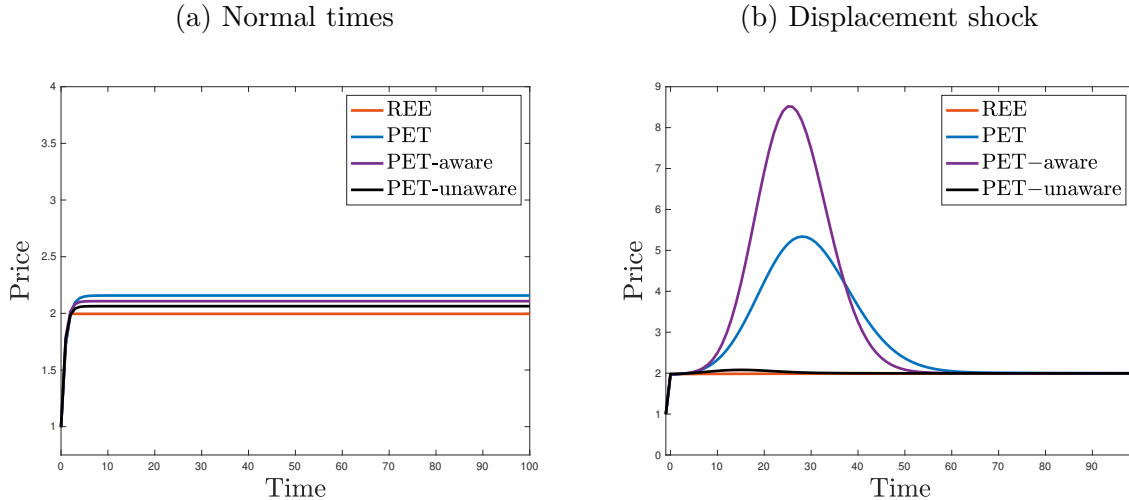 (a) Normal times
4
3.5
3
2.5
2
1.5
1
Price
0 10 20 30 40 50 60 70 80 90 100
Time
REE
PET
PET-aware
PET-unaware
(b) Displacement shock
9
8
7
6
5
4
3
2
1
0
Price
0 10 20 30 40 50 60 70 80 90
Time
REE
PET
PET−aware
PET−unaware